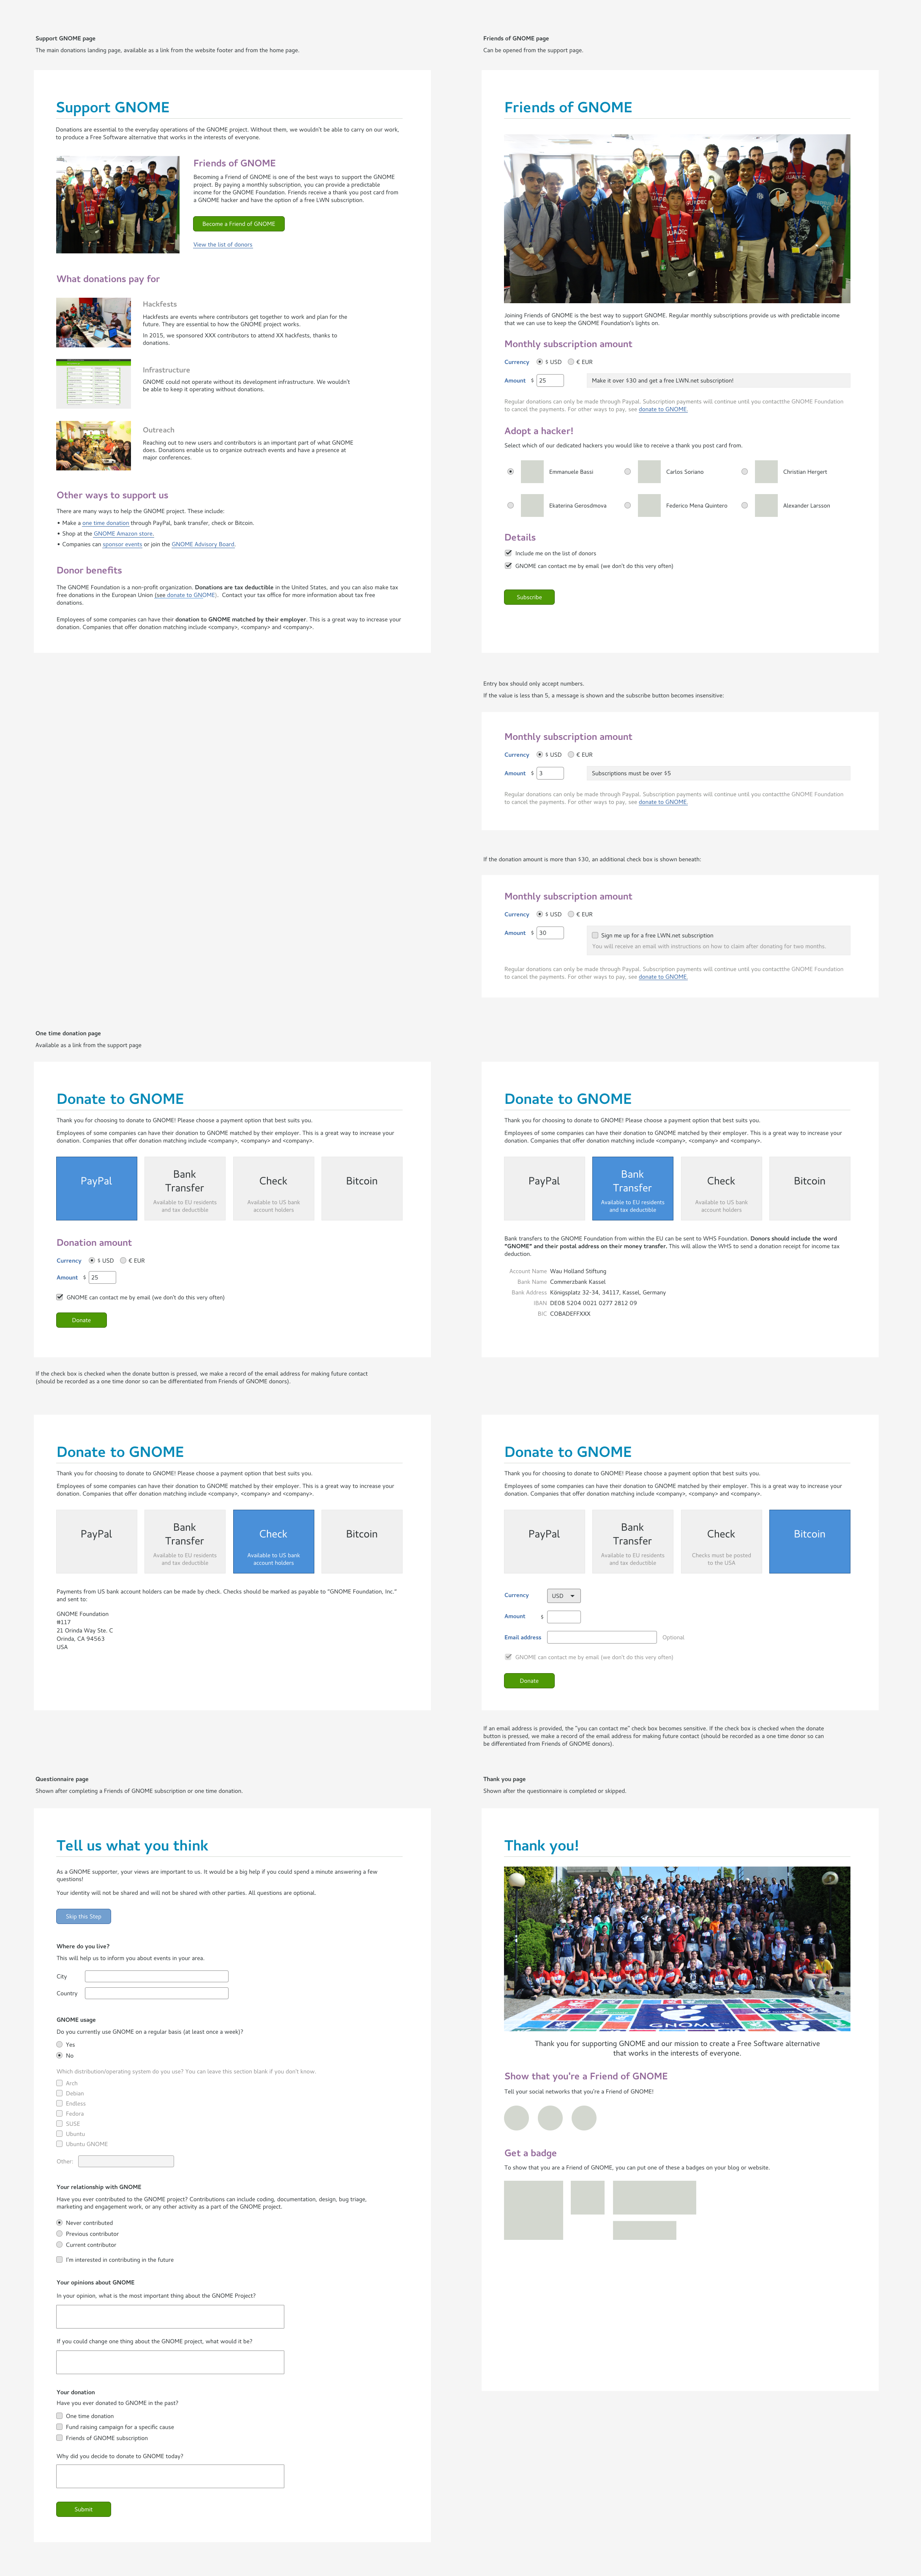 Support GNOME page
The main donations landing page, available as a link from the website footer and from the home page.
Support GNOME
Donations are essential to the everyday operations of the GNOME project. Without them, we wouldn't be able to carry on our work,
to produce a Free Software alternative that works in the interests of everyone.
Friends of GNOME
Becoming a Friend of GNOME is one of the best ways to support the GNOME
project. By paying a monthly subscription, you can provide a predictable
income for the GNOME Foundation. Friends receive a thank you post card from
a GNOME hacker and have the option of a free LWN subscription.
Become a Friend of GNOME
View the list of donors
What donations pay for
Hackfests
Hackfests are events where contributors get together to work and plan for the
future. They are essential to how the GNOME project works.
In 2015, we sponsored XXX contributors to attend XX hackfests, thanks to
donations.
Infrastructure
GNOME could not operate without its development infrastructure. We wouldn't
be able to keep it operating without donations.
Outreach
Reaching out to new users and contributors is an important part of what GNOME
does. Donations enable us to organize outreach events and have a presence at
major conferences.
Other ways to support us
There are many ways to help the GNOME project. These include:
• Make a one time donation through PayPal, bank transfer, check or Bitcoin.
• Shop at the GNOME Amazon store.
• Companies can sponsor events or join the GNOME Advisory Board.
Donor benefits
The GNOME Foundation is a non-profit organization. Donations are tax deductible in the United States, and you can also make tax
free donations in the European Union (see donate to GNOME). Contact your tax office for more information about tax free
donations.
Employees of some companies can have their donation to GNOME matched by their employer. This is a great way to increase your
donation. Companies that offer donation matching include <company>, <company> and <company>.
Friends of GNOME page
Can be opened from the support page.
Friends of GNOME
Joining Friends of GNOME is the best way to support GNOME. Regular monthly subscriptions provide us with predictable income
that we can use to keep the GNOME Foundation's lights on.
Monthly subscription amount
Currency $ USD € EUR
Amount $ 25 Make it over $30 and get a free LWN.net subscription!
Regular donations can only be made through Paypal. Subscription payments will continue until you contactthe GNOME Foundation
to cancel the payments. For other ways to pay, see donate to GNOME.
Adopt a hacker!
Select which of our dedicated hackers you would like to receive a thank you post card from.
Emmanuele Bassi Carlos Soriano Christian Hergert
Ekaterina Gerosdmova Federico Mena Quintero Alexander Larsson
Details
Include me on the list of donors
GNOME can contact me by email (we don't do this very often)
Subscribe
Entry box should only accept numbers.
If the value is less than 5, a message is shown and the subscribe button becomes insensitive:
Monthly subscription amount
Currency $ USD € EUR
Amount $ 3 Subscriptions must be over $5
Regular donations can only be made through Paypal. Subscription payments will continue until you contactthe GNOME Foundation
to cancel the payments. For other ways to pay, see donate to GNOME.
If the donation amount is more than $30, an additional check box is shown beneath:
Monthly subscription amount
Currency $ USD € EUR
Amount $ 30 Sign me up for a free LWN.net subscription
You will receive an email with instructions on how to claim after donating for two months.
Regular donations can only be made through Paypal. Subscription payments will continue until you contactthe GNOME Foundation
to cancel the payments. For other ways to pay, see donate to GNOME.
One time donation page
Available as a link from the support page
Donate to GNOME
Thank you for choosing to donate to GNOME! Please choose a payment option that best suits you.
Employees of some companies can have their donation to GNOME matched by their employer. This is a great way to increase your
donation. Companies that offer donation matching include <company>, <company> and <company>.
PayPal
Bank
Transfer
Available to EU residents
and tax deductible
Check
Available to US bank
account holders
Bitcoin
Donation amount
Currency $ USD € EUR
Amount $ 25
GNOME can contact me by email (we don't do this very often)
Donate
If the check box is checked when the donate button is pressed, we make a record of the email address for making future contact
(should be recorded as a one time donor so can be differentiated from Friends of GNOME donors).
Donate to GNOME
Thank you for choosing to donate to GNOME! Please choose a payment option that best suits you.
Employees of some companies can have their donation to GNOME matched by their employer. This is a great way to increase your
donation. Companies that offer donation matching include <company>, <company> and <company>.
PayPal
Bank
Transfer
Available to EU residents
and tax deductible
Check
Available to US bank
account holders
Bitcoin
Bank transfers to the GNOME Foundation from within the EU can be sent to WHS Foundation. Donors should include the word
"GNOME" and their postal address on their money transfer. This will allow the WHS to send a donation receipt for income tax
deduction.
Account Name Wau Holland Stiftung
Bank Name Commerzbank Kassel
Bank Address Königsplatz 32-34, 34117, Kassel, Germany
IBAN DE08 5204 0021 0277 2812 09
BIC COBADEFFXXX
Donate to GNOME
Thank you for choosing to donate to GNOME! Please choose a payment option that best suits you.
Employees of some companies can have their donation to GNOME matched by their employer. This is a great way to increase your
donation. Companies that offer donation matching include <company>, <company> and <company>.
PayPal
Bank
Transfer
Available to EU residents
and tax deductible
Check
Available to US bank
account holders
Bitcoin
Payments from US bank account holders can be made by check. Checks should be marked as payable to "GNOME Foundation, Inc."
and sent to:
GNOME Foundation
#117
21 Orinda Way Ste. C
Orinda, CA 94563
USA
Donate to GNOME
Thank you for choosing to donate to GNOME! Please choose a payment option that best suits you.
Employees of some companies can have their donation to GNOME matched by their employer. This is a great way to increase your
donation. Companies that offer donation matching include <company>, <company> and <company>.
PayPal
Bank
Transfer
Available to EU residents
and tax deductible
Check
Checks must be posted
to the USA
Bitcoin
Currency USD
Amount $
Email address Optional
GNOME can contact me by email (we don't do this very often)
Donate
If an email address is provided, the "you can contact me" check box becomes sensitive. If the check box is checked when the donate
button is pressed, we make a record of the email address for making future contact (should be recorded as a one time donor so can
be differentiated from Friends of GNOME donors).
Questionnaire page
Shown after completing a Friends of GNOME subscription or one time donation.
Tell us what you think
As a GNOME supporter, your views are important to us. It would be a big help if you could spend a minute answering a few
questions!
Your identity will not be shared and will not be shared with other parties. All questions are optional.
Skip this Step
Where do you live?
This will help us to inform you about events in your area.
City
Country
GNOME usage
Do you currently use GNOME on a regular basis (at least once a week)?
Yes
No
Which distribution/operating system do you use? You can leave this section blank if you don't know.
Arch
Debian
Endless
Fedora
SUSE
Ubuntu
Ubuntu GNOME
Other:
Your relationship with GNOME
Have you ever contributed to the GNOME project? Contributions can include coding, documentation, design, bug triage,
marketing and engagement work, or any other activity as a part of the GNOME project.
Never contributed
Previous contributor
Current contributor
I'm interested in contributing in the future
Your opinions about GNOME
In your opinion, what is the most important thing about the GNOME Project?
If you could change one thing about the GNOME project, what would it be?
Your donation
Have you ever donated to GNOME in the past?
One time donation
Fund raising campaign for a specific cause
Friends of GNOME subscription
Why did you decide to donate to GNOME today?
Submit
Thank you page
Shown after the questionnaire is completed or skipped.
Thank you!
GNOME
Thank you for supporting GNOME and our mission to create a Free Software alternative
that works in the interests of everyone.
Show that you're a Friend of GNOME
Tell your social networks that you're a Friend of GNOME!
Get a badge
To show that you are a Friend of GNOME, you can put one of these a badges on your blog or website.